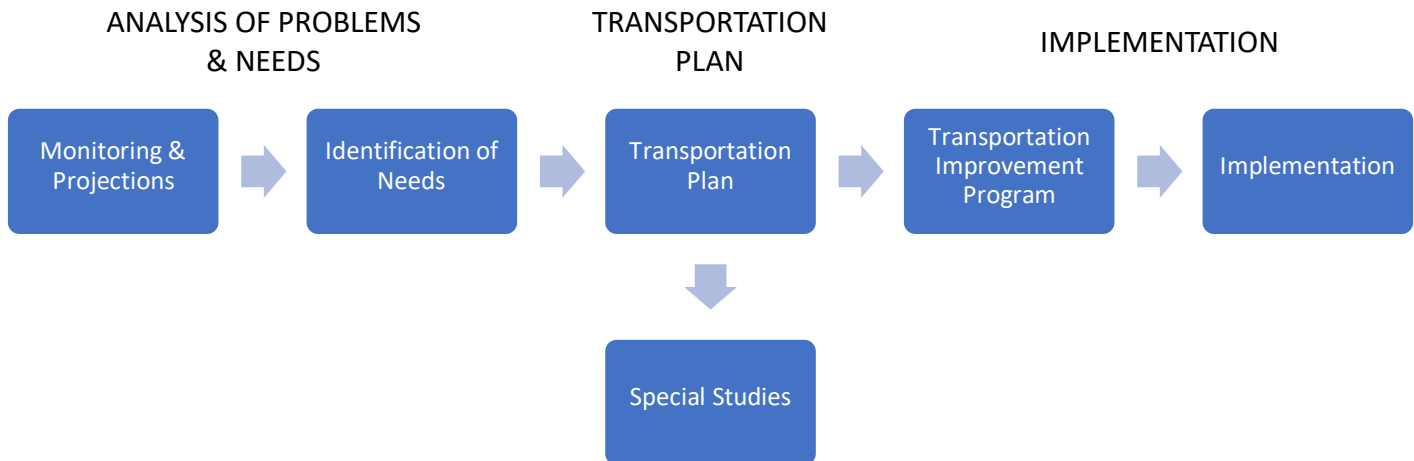 ANALYSIS OF PROBLEMS
& NEEDS
TRANSPORTATION
PLAN
IMPLEMENTATION
Monitoring &
Projections
Identification of
Needs
Transportation
Plan
Transportation
Improvement
Program
Implementation
Special Studies